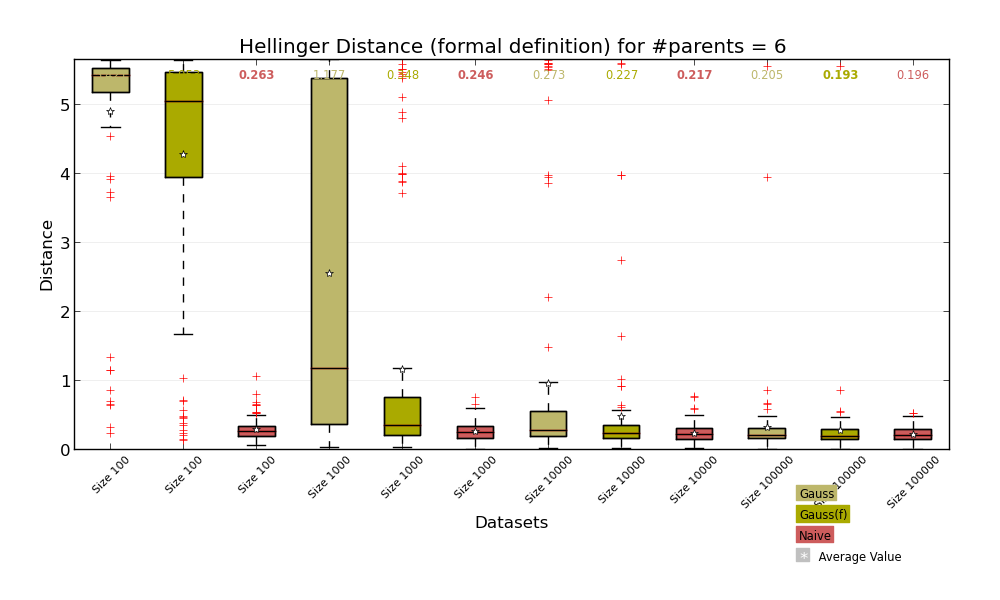 Hellinger Distance (formal definition) for #parents = 6
0.263
1.177
0.348
0.246
0.273
0.227
0.217
0.205
0.193
0.196
5
4
3
2
1
0
Distance
Size 100
Size 100
Size 100
Size 1000
Size 1000
Size 1000
Size 10000
Size 10000
Size 10000
Size 100000
Size 100000
Size 100000
Datasets
Gauss
Gauss(f)
Naive
* Average Value